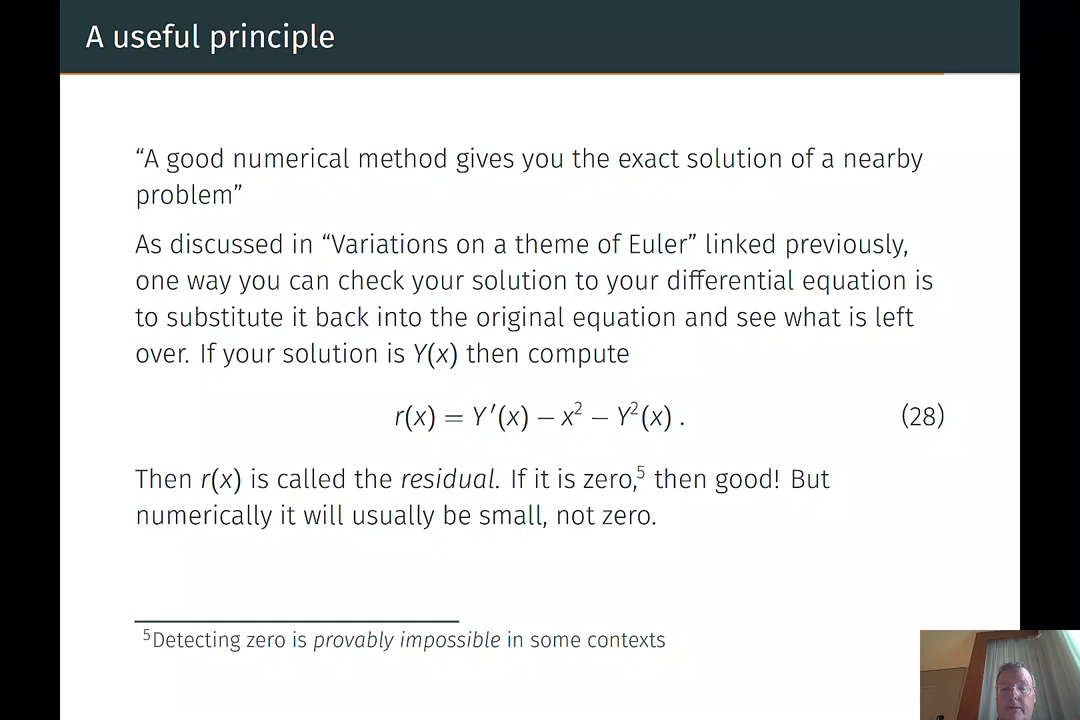 A useful principle
“A good numerical method gives you the exact solution of a nearby
problem”
As discussed in “Variations on a theme of Euler” linked previously,
one way you can check your solution to your differential equation is
to substitute it back into the original equation and see what is left
over. If your solution is Y(x) then compute
r(x) = Y′(x) − x² − Y²(x) . (28)
Then r(x) is called the residual. If it is zero,⁵ then good! But
numerically it will usually be small, not zero.
⁵Detecting zero is provably impossible in some contexts